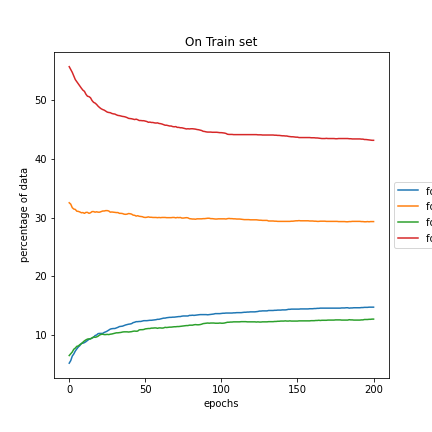 On Train set
percentage of data
50
40
30
20
10
0
50
100
150
200
epochs
fo
fo
fo
fo